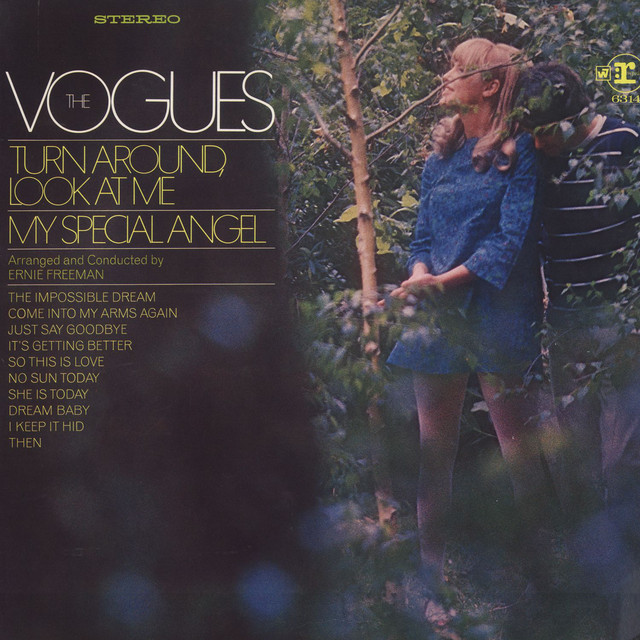 STEREO
THE VOGUES
TURN AROUND,
LOOK AT ME
MY SPECIAL ANGEL
Arranged and Conducted by
ERNIE FREEMAN
THE IMPOSSIBLE DREAM
COME INTO MY ARMS AGAIN
JUST SAY GOODBYE
IT'S GETTING BETTER
SO THIS IS LOVE
NO SUN TODAY
SHE IS TODAY
DREAM BABY
I KEEP IT HID
THEN
W r
6314